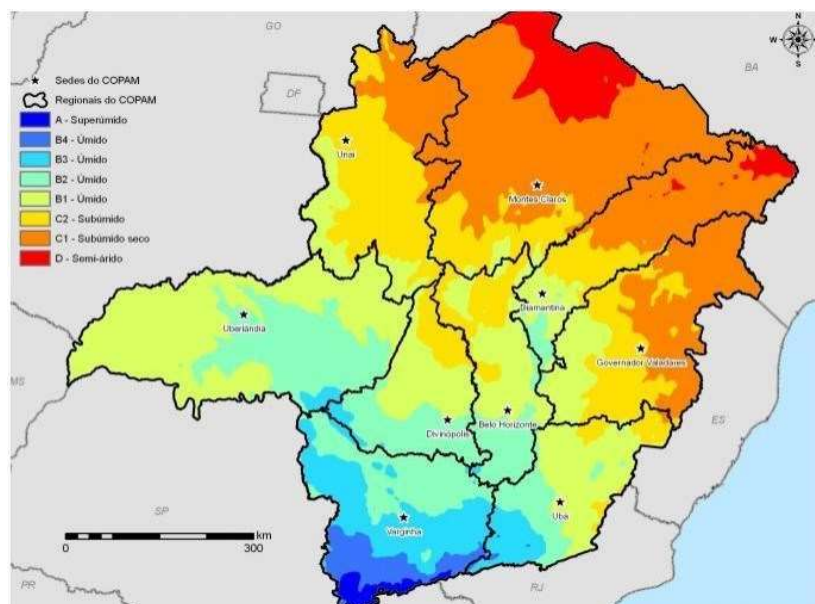 GO
N
W E
S
BA
★ Sedes do COPAM
Regionais do COPAM
DF
A - Superúmido
B4 - Úmido
B3 - Úmido
B2 - Úmido
B1 - Úmido
C2 - Subúmido
C1 - Subúmido seco
D - Semi-árido
Unaí
Montes Claros
Diamantina
Uberlândia
Governador Valadares
MS
ES
Divinópolis
Belo Horizonte
SP
Varginha
Ubá
km
0 300
PR
RJ